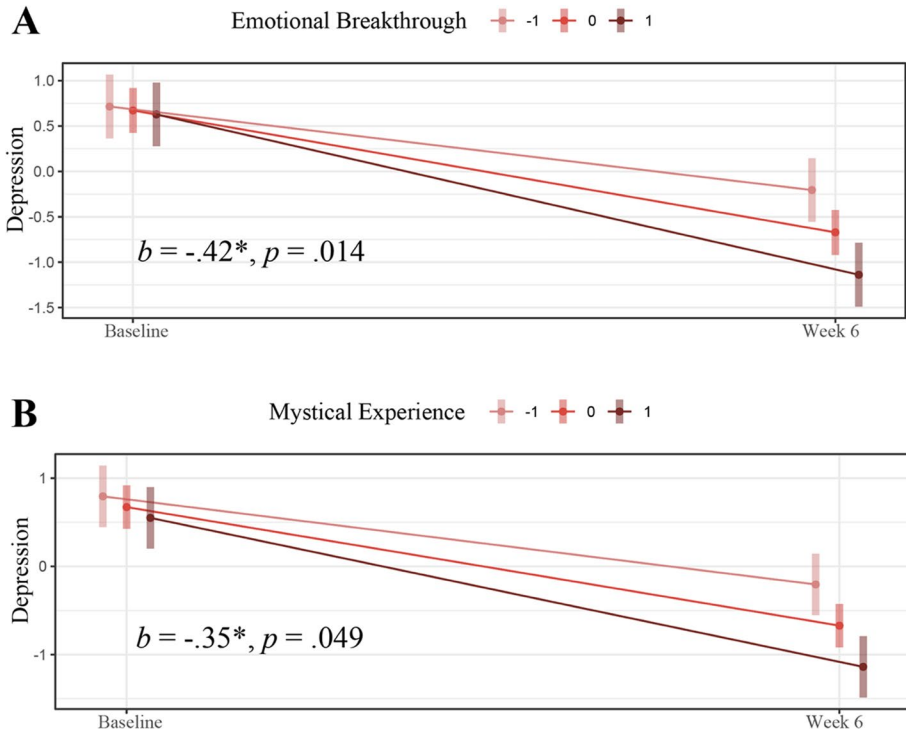 A
Emotional Breakthrough -1 0 1
Depression
1.0
0.5
0.0
-0.5
-1.0
-1.5
b = -.42*, p = .014
Baseline Week 6
B
Mystical Experience -1 0 1
Depression
1
0
-1
b = -.35*, p = .049
Baseline Week 6